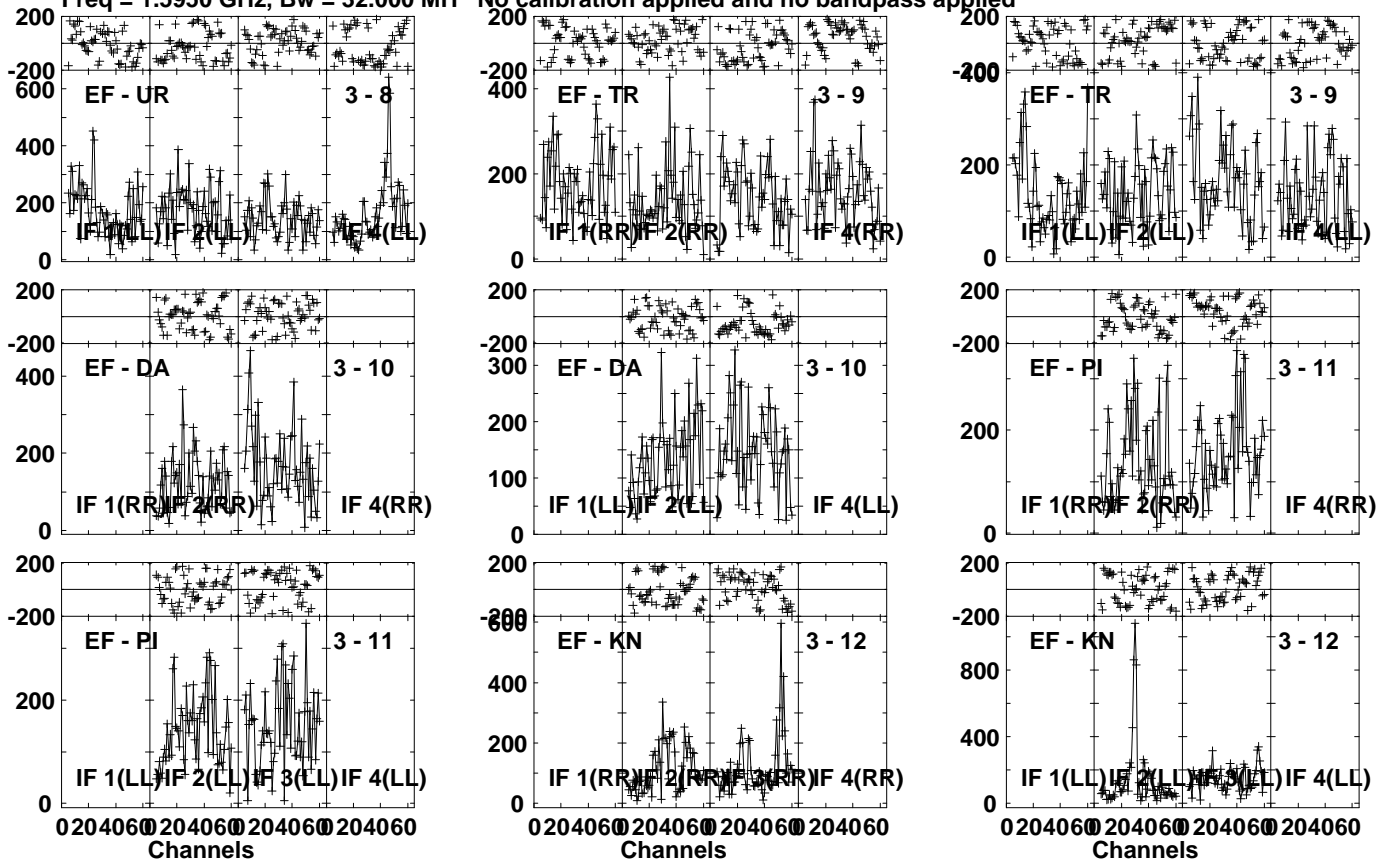 Freq = 1.5950 GHz, Bw = 32.000 MH No calibration applied and no bandpass applied
200 200 200
-200 -200 -200
600 EF - UR 3 - 8 400 EF - TR 3 - 9 400 EF - TR 3 - 9
400 200 200
200
IF 1(LL) IF 2(LL) IF 4(LL) IF 1(RR) IF 2(RR) IF 4(RR) IF 1(LL) IF 2(LL) IF 4(LL)
0 0 0
200 200 200
-200 -200 -200
EF - DA 3 - 10 EF - DA 3 - 10 EF - PI 3 - 11
400 300 200
200 200
100
IF 1(RR) IF 2(RR) IF 4(RR) IF 1(LL) IF 2(LL) IF 4(LL) IF 1(RR) IF 2(RR) IF 4(RR)
0 0 0
200 200 200
-200 -200 -200
600
EF - PI 3 - 11 EF - KN 3 - 12 EF - KN 3 - 12
200 400 800
200 400
IF 1(LL) IF 2(LL) IF 3(LL) IF 4(LL) IF 1(RR) IF 2(RR) IF 3(RR) IF 4(RR) IF 1(LL) IF 2(LL) IF 3(LL) IF 4(LL)
0 0 0
0 20 40 60 0 20 40 60 0 20 40 60 0 20 40 60 0 20 40 60 0 20 40 60 0 20 40 60 0 20 40 60 0 20 40 60 0 20 40 60 0 20 40 60 0 20 40 60
Channels Channels Channels